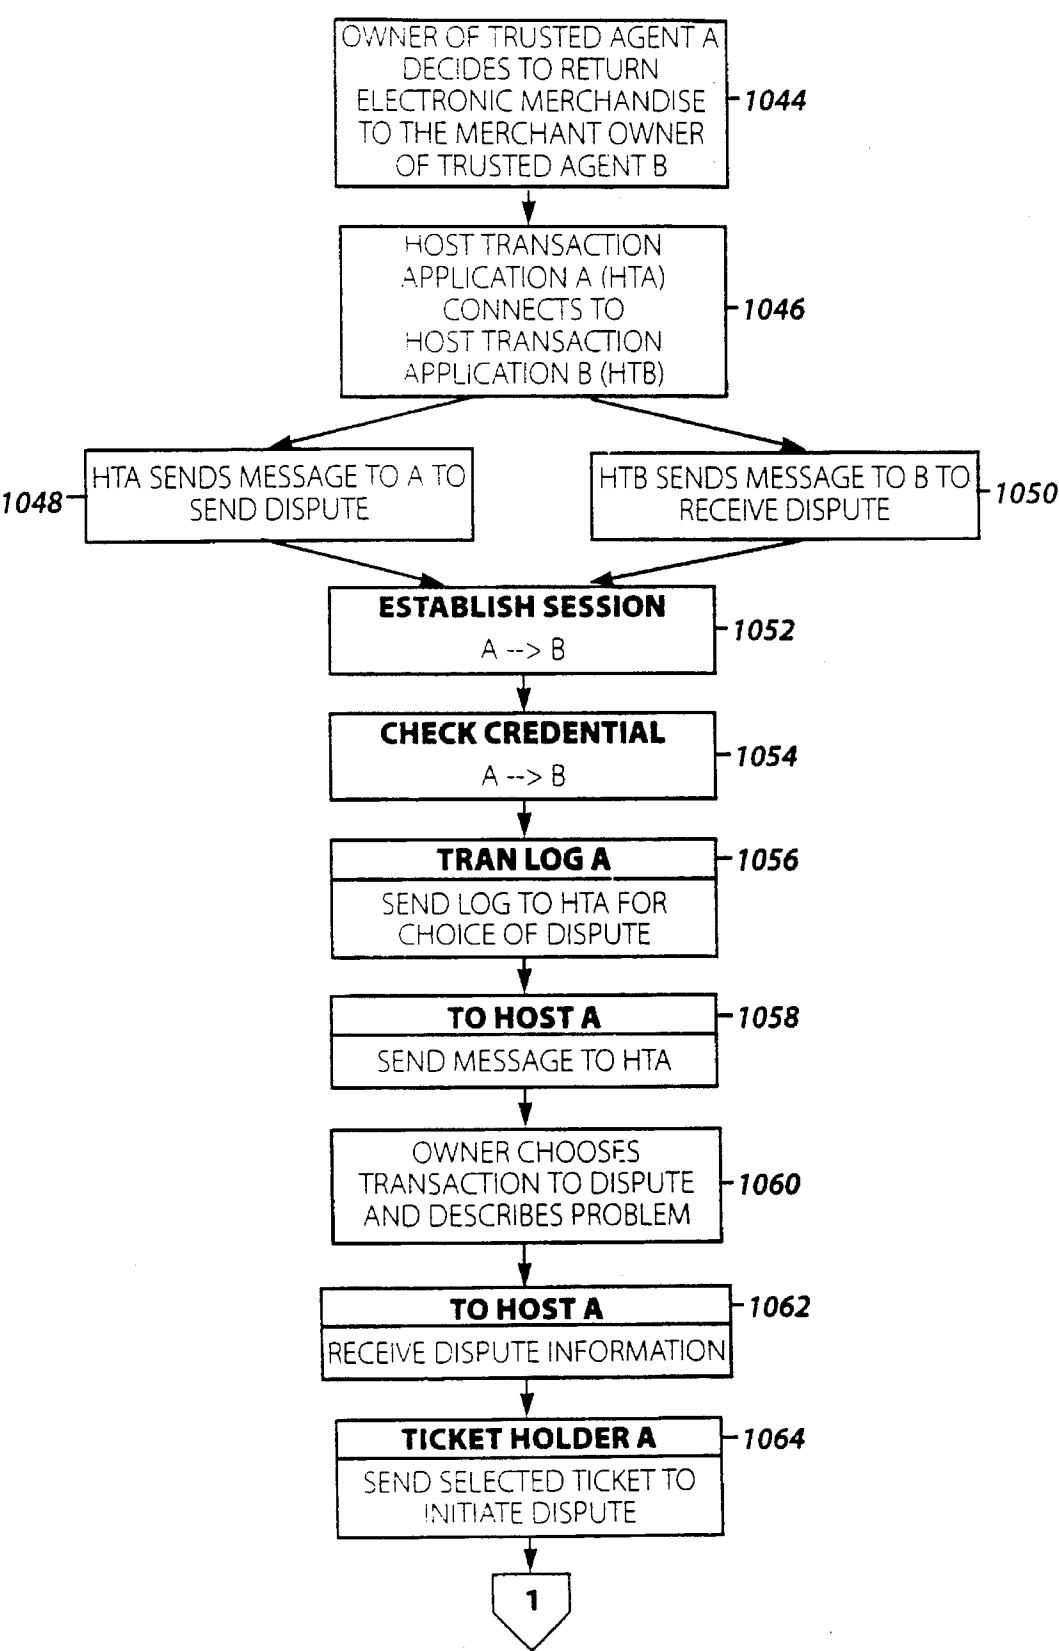 OWNER OF TRUSTED AGENT A
DECIDES TO RETURN
ELECTRONIC MERCHANDISE
TO THE MERCHANT OWNER
OF TRUSTED AGENT B
1044
HOST TRANSACTION
APPLICATION A (HTA)
CONNECTS TO
HOST TRANSACTION
APPLICATION B (HTB)
1046
HTA SENDS MESSAGE TO A TO
SEND DISPUTE
1048
HTB SENDS MESSAGE TO B TO
RECEIVE DISPUTE
1050
ESTABLISH SESSION
A --> B
1052
CHECK CREDENTIAL
A --> B
1054
TRAN LOG A
1056
SEND LOG TO HTA FOR
CHOICE OF DISPUTE
TO HOST A
1058
SEND MESSAGE TO HTA
OWNER CHOOSES
TRANSACTION TO DISPUTE
AND DESCRIBES PROBLEM
1060
TO HOST A
1062
RECEIVE DISPUTE INFORMATION
TICKET HOLDER A
1064
SEND SELECTED TICKET TO
INITIATE DISPUTE
1